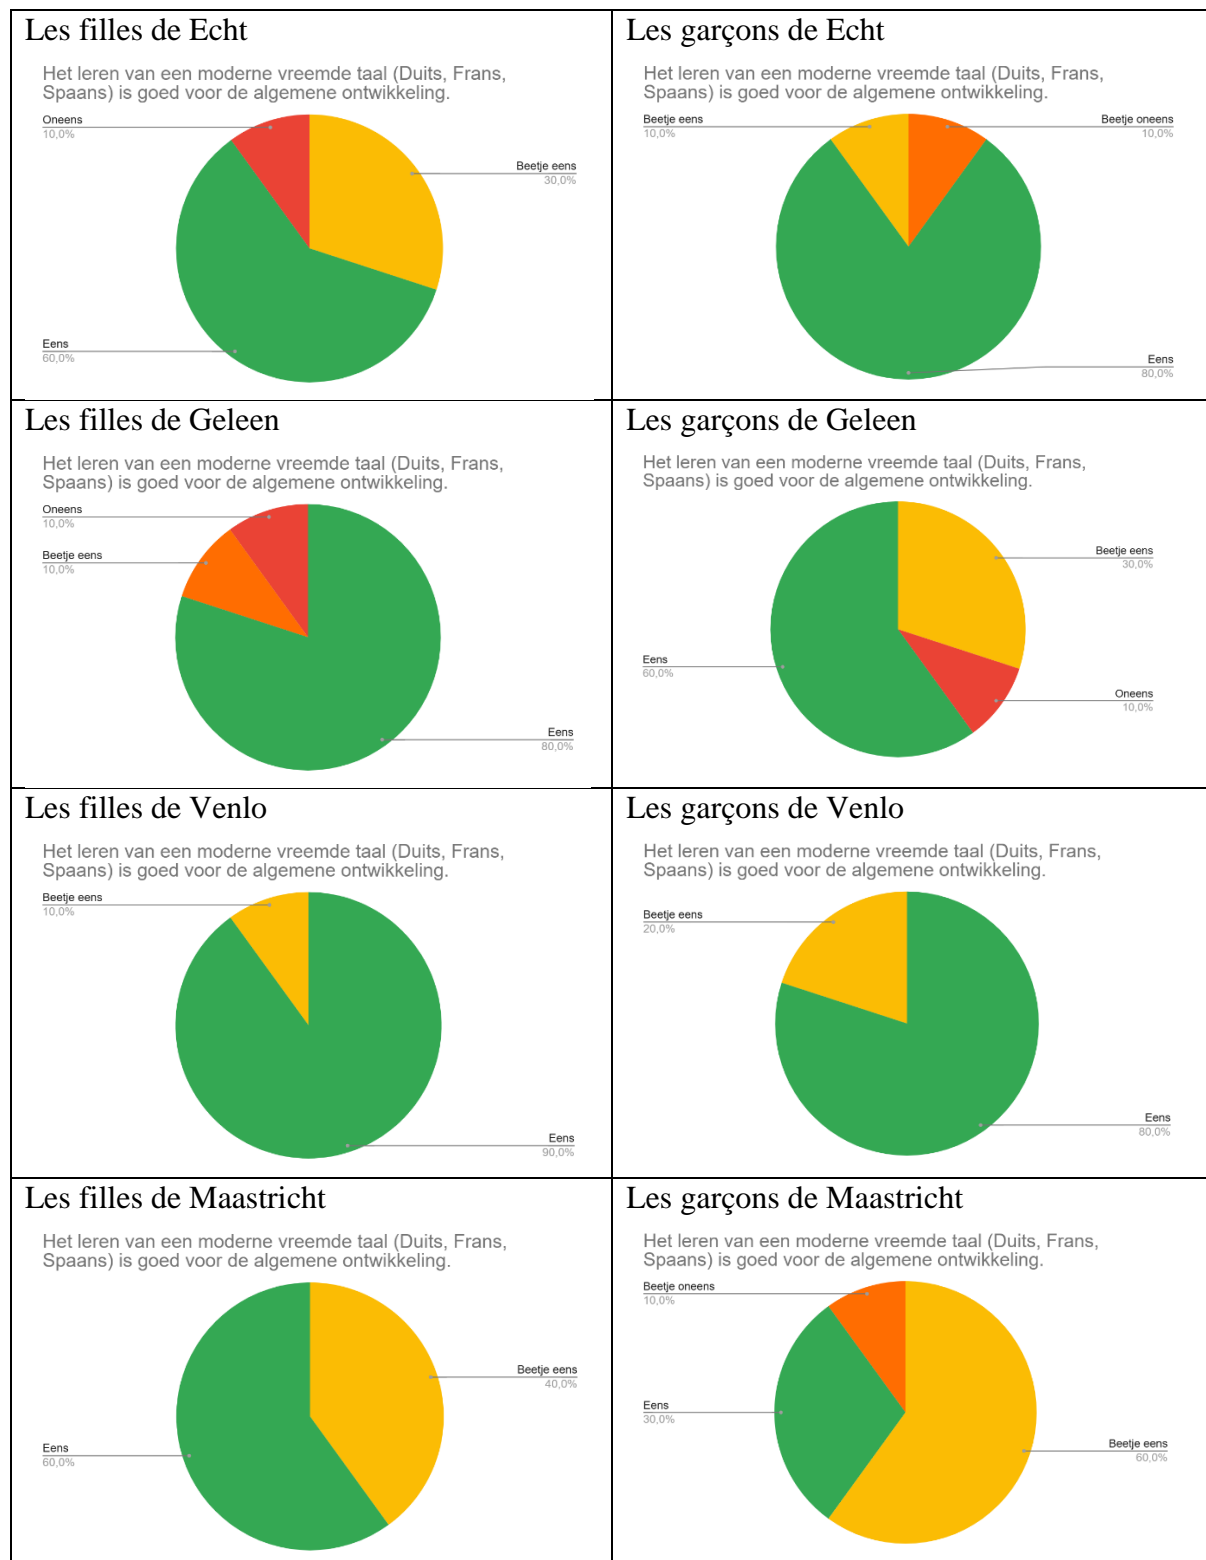 Les filles de Echt
Het leren van een moderne vreemde taal (Duits, Frans,
Spaans) is goed voor de algemene ontwikkeling.
Oneens
10,0%
Beetje eens
30,0%
Eens
60,0%
Les garçons de Echt
Het leren van een moderne vreemde taal (Duits, Frans,
Spaans) is goed voor de algemene ontwikkeling.
Beetje eens
10,0%
Beetje oneens
10,0%
Eens
80,0%
Les filles de Geleen
Het leren van een moderne vreemde taal (Duits, Frans,
Spaans) is goed voor de algemene ontwikkeling.
Oneens
10,0%
Beetje eens
10,0%
Eens
80,0%
Les garçons de Geleen
Het leren van een moderne vreemde taal (Duits, Frans,
Spaans) is goed voor de algemene ontwikkeling.
Beetje eens
30,0%
Eens
60,0%
Oneens
10,0%
Les filles de Venlo
Het leren van een moderne vreemde taal (Duits, Frans,
Spaans) is goed voor de algemene ontwikkeling.
Beetje eens
10,0%
Eens
90,0%
Les garçons de Venlo
Het leren van een moderne vreemde taal (Duits, Frans,
Spaans) is goed voor de algemene ontwikkeling.
Beetje eens
20,0%
Eens
80,0%
Les filles de Maastricht
Het leren van een moderne vreemde taal (Duits, Frans,
Spaans) is goed voor de algemene ontwikkeling.
Beetje eens
40,0%
Eens
60,0%
Les garçons de Maastricht
Het leren van een moderne vreemde taal (Duits, Frans,
Spaans) is goed voor de algemene ontwikkeling.
Beetje oneens
10,0%
Eens
30,0%
Beetje eens
60,0%